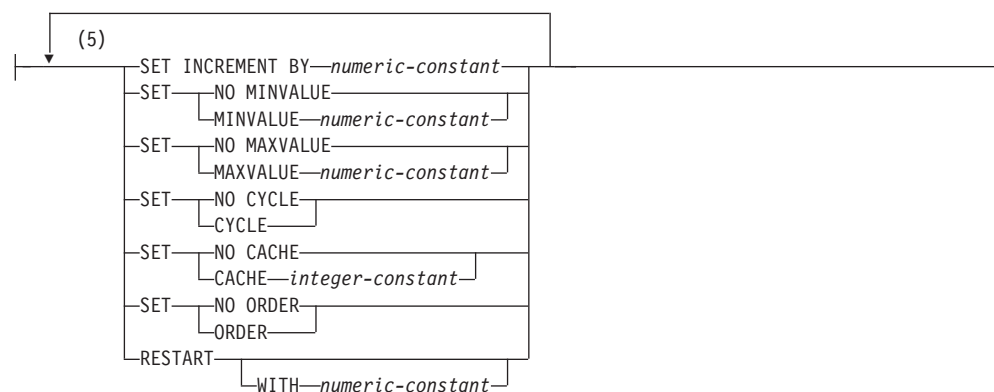 (5)
SET INCREMENT BY numeric-constant
SET NO MINVALUE
MINVALUE numeric-constant
SET NO MAXVALUE
MAXVALUE numeric-constant
SET NO CYCLE
CYCLE
SET NO CACHE
CACHE integer-constant
SET NO ORDER
ORDER
RESTART
WITH numeric-constant